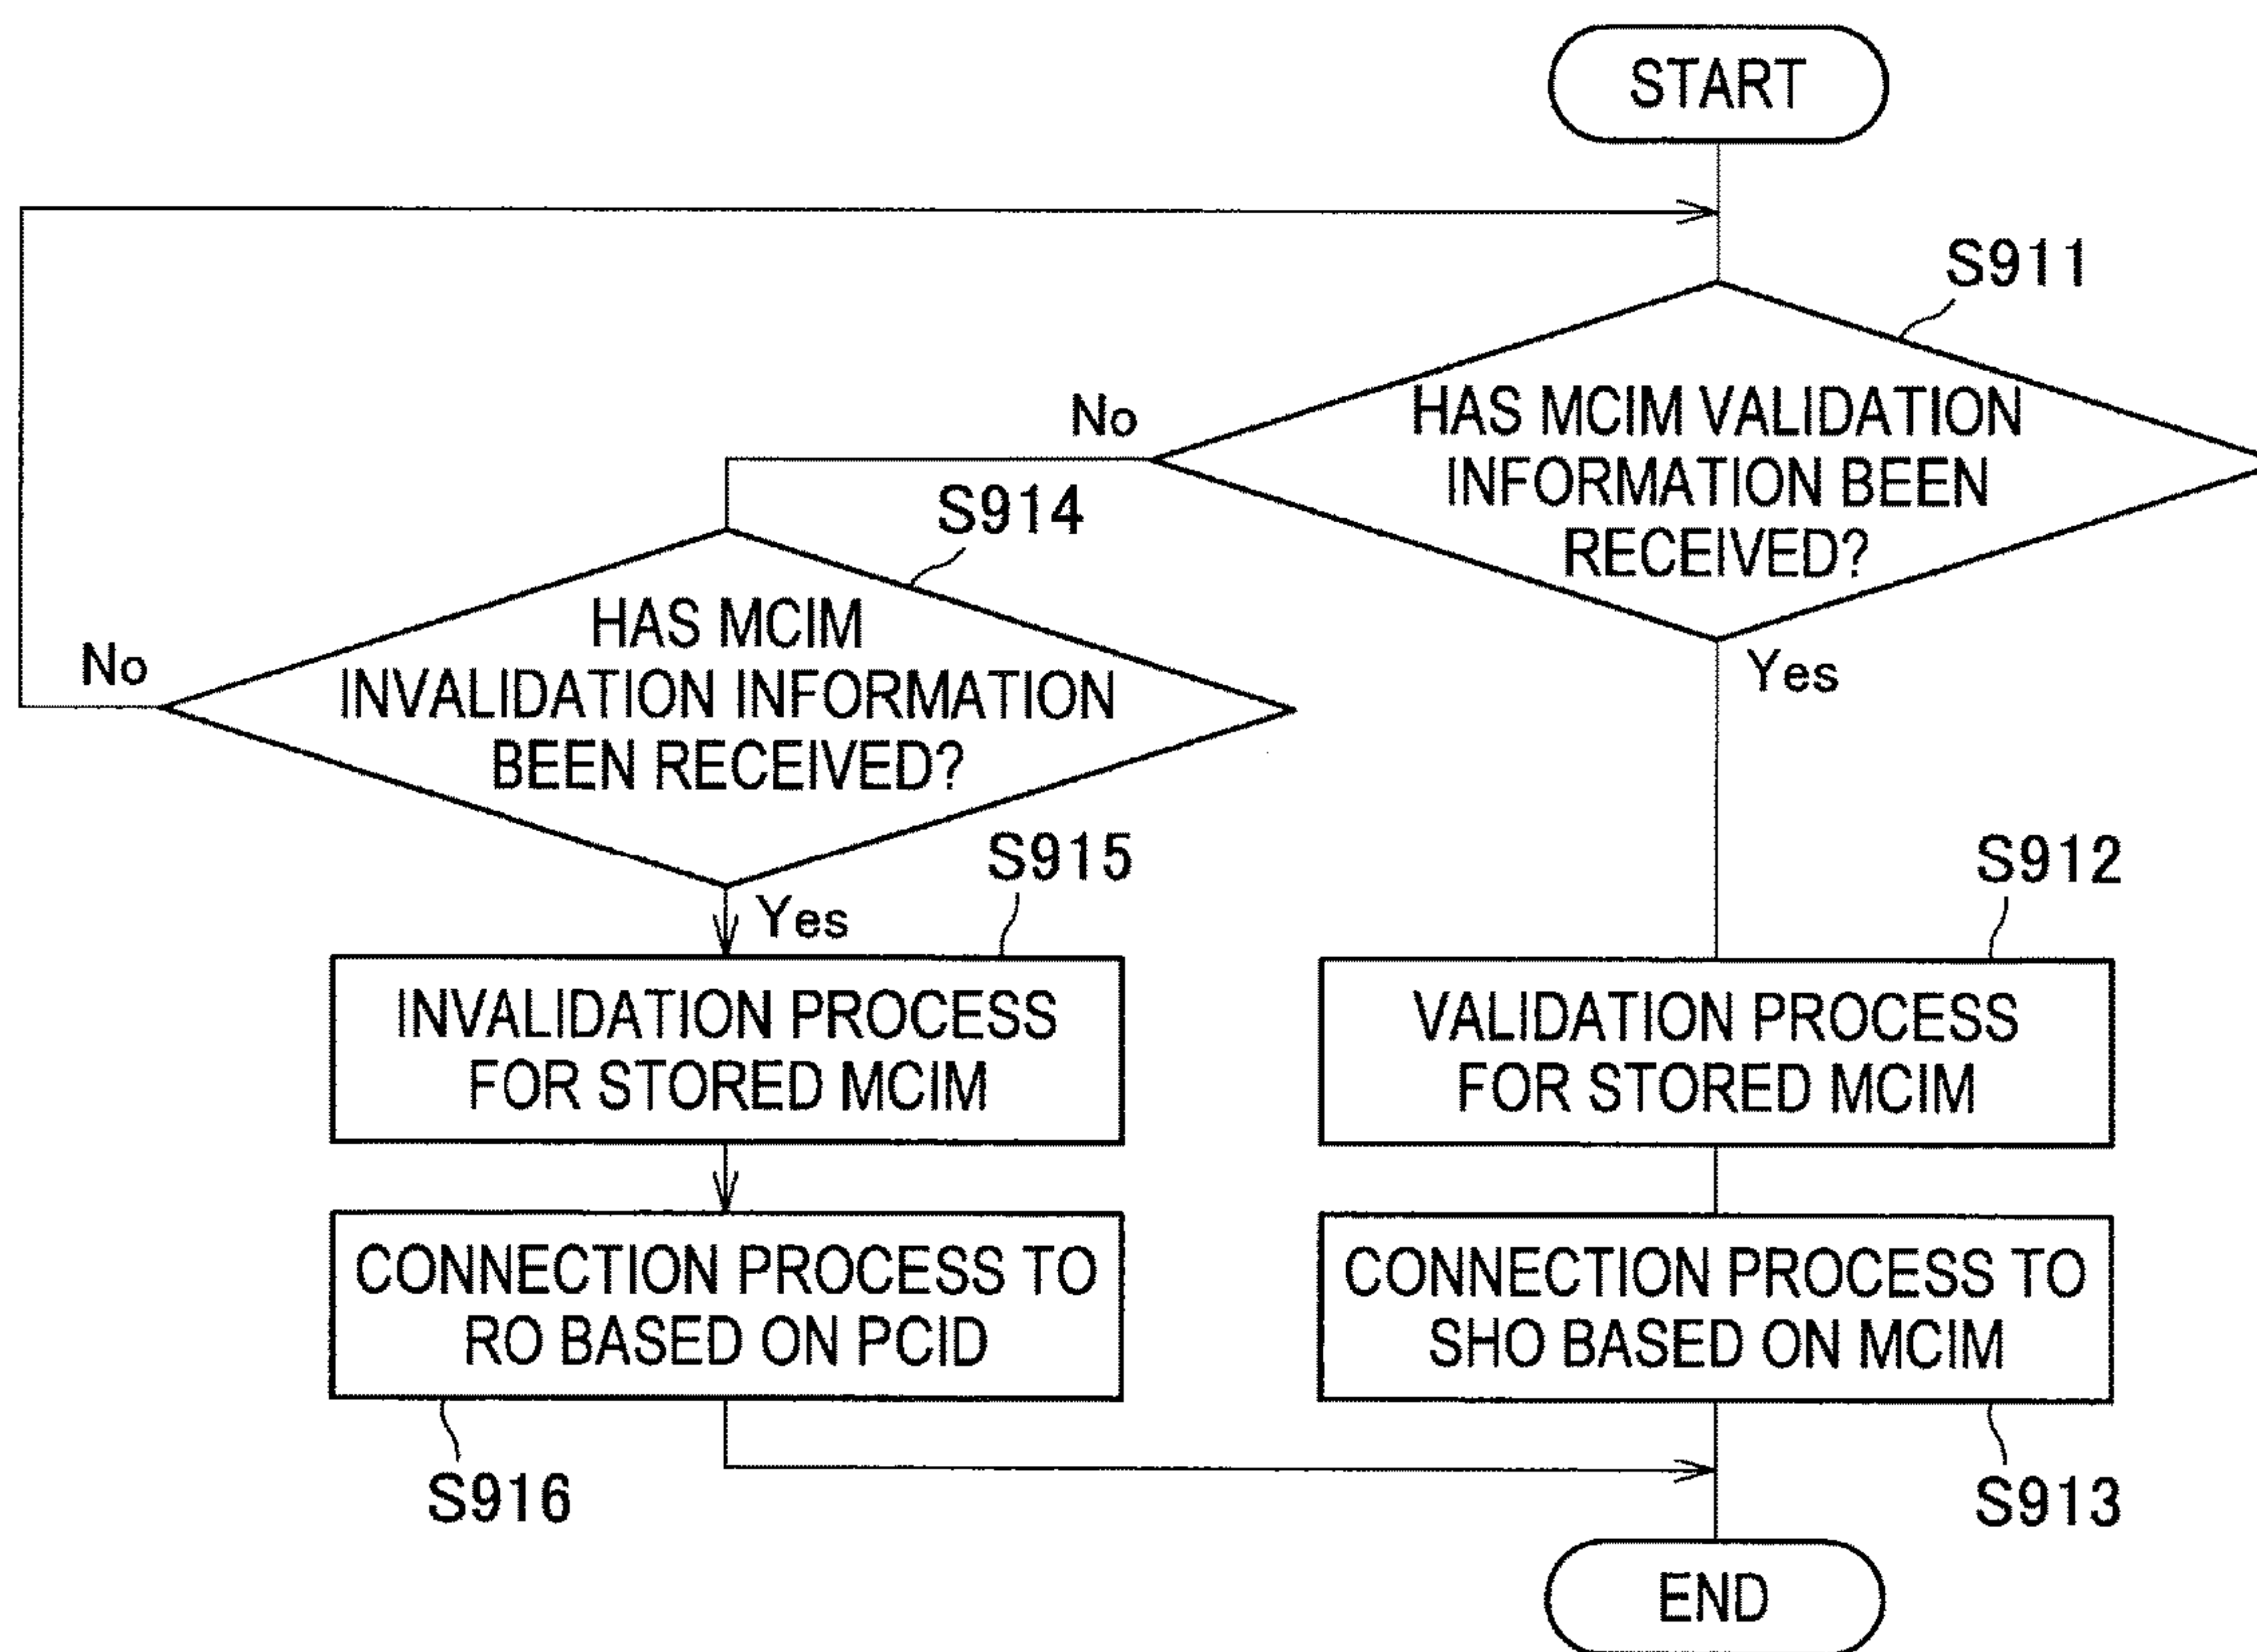 START
S911
HAS MCIM VALIDATION
INFORMATION BEEN
RECEIVED?
No
Yes
S914
HAS MCIM
INVALIDATION INFORMATION
BEEN RECEIVED?
No
Yes
S915
INVALIDATION PROCESS
FOR STORED MCIM
S912
VALIDATION PROCESS
FOR STORED MCIM
CONNECTION PROCESS TO
RO BASED ON PCID
S916
CONNECTION PROCESS TO
SHO BASED ON MCIM
S913
END